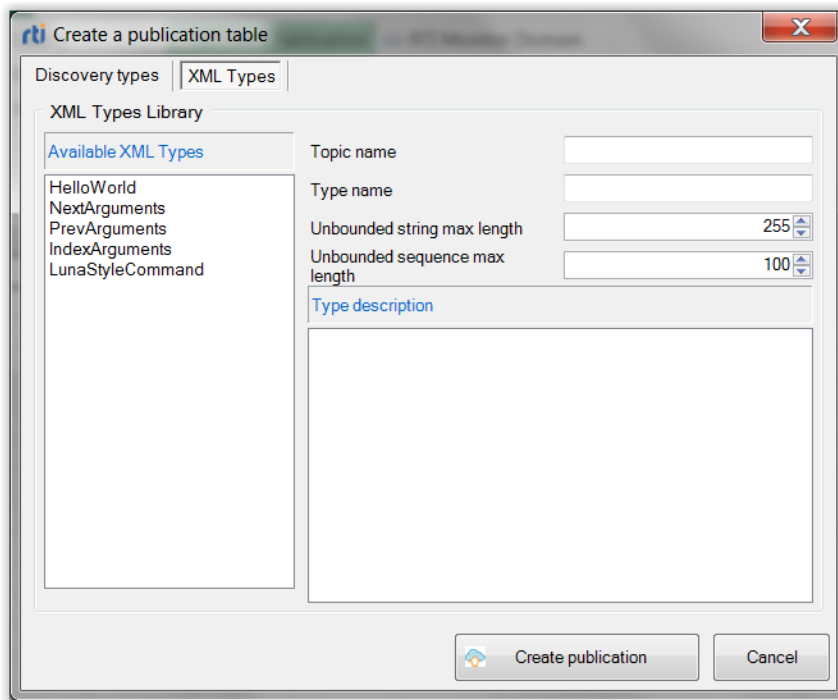 rti Create a publication table
Discovery types XML Types
XML Types Library
Available XML Types
HelloWorld
NextArguments
PrevArguments
IndexArguments
LunaStyleCommand
Topic name
Type name
Unbounded string max length 255
Unbounded sequence max
length 100
Type description
Create publication Cancel